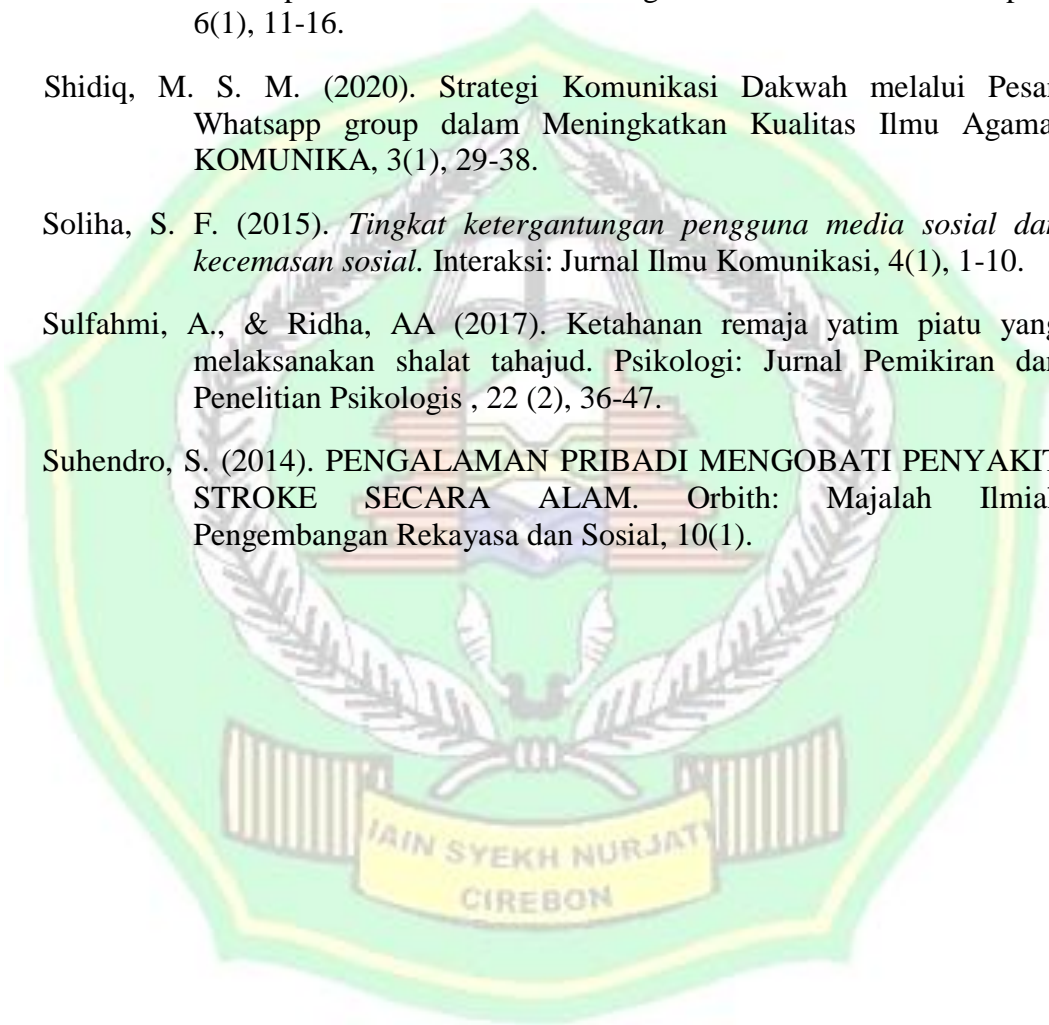 6(1), 11-16.
Shidiq, M. S. M. (2020). Strategi Komunikasi Dakwah melalui Pesan
Whatsapp group dalam Meningkatkan Kualitas Ilmu Agama.
KOMUNIKA, 3(1), 29-38.
Soliha, S. F. (2015). Tingkat ketergantungan pengguna media sosial dan
kecemasan sosial. Interaksi: Jurnal Ilmu Komunikasi, 4(1), 1-10.
Sulfahmi, A., & Ridha, AA (2017). Ketahanan remaja yatim piatu yang
melaksanakan shalat tahajud. Psikologi: Jurnal Pemikiran dan
Penelitian Psikologis , 22 (2), 36-47.
Suhendro, S. (2014). PENGALAMAN PRIBADI MENGOBATI PENYAKIT
STROKE SECARA ALAM. Orbith: Majalah Ilmiah
Pengembangan Rekayasa dan Sosial, 10(1).
IAIN SYEKH NURJATI
CIREBON